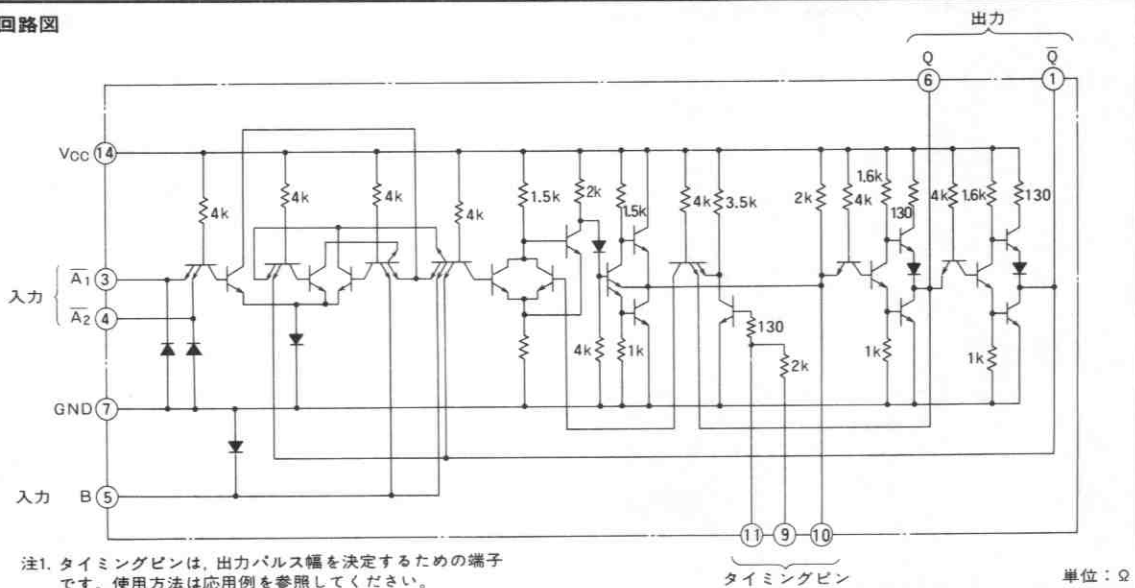 回路図
出力
Q
Q̅
6
1
Vcc 14
4k
4k
4k
4k
1.5k
2k
1.5k
4k
3.5k
2k
4k
1.6k
130
4k
1.6k
130
入力
A̅1̅ 3
A̅2̅ 4
130
4k
1k
2k
1k
1k
GND 7
入力 B 5
11
9
10
タイミングピン
注1. タイミングピンは, 出力パルス幅を決定するための端子
です。使用方法は応用例を参照してください。
単位:Ω